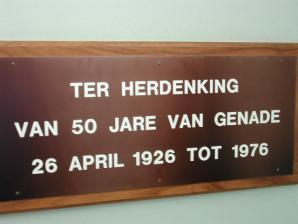 TER HERDENKING
VAN 50 JARE VAN GENADE
26 APRIL 1926 TOT 1976